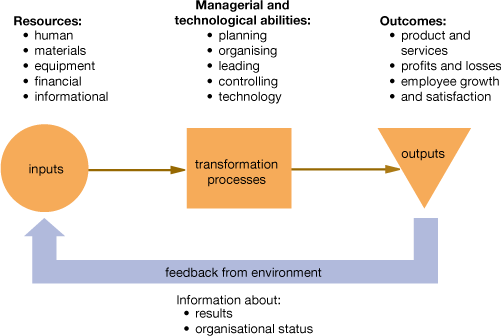 Resources:
• human
• materials
• equipment
• financial
• informational
Managerial and
technological abilities:
• planning
• organising
• leading
• controlling
• technology
Outcomes:
• product and
services
• profits and losses
• employee growth
• and satisfaction
inputs
transformation
processes
outputs
feedback from environment
Information about:
• results
• organisational status